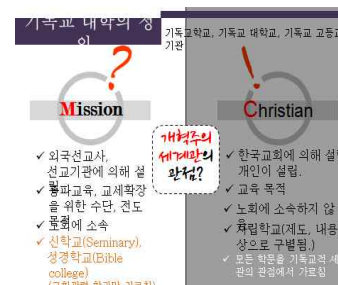 기독교 대학의 정
의
기독교학교, 기독교 대학교, 기독교 고등교
기관
?
!
Mission
Christian
개혁주의
세계관의
관점?
✓ 외국선교사,
선교기관에 의해 설
✓ 통파교육, 교세확장
을 위한 수단, 전도
✓ 노회에 소속
✓ 신학교(Seminary),
성경학교(Bible
college)
✓ 한국교회에 의해 설립
개인이 설립.
✓ 교육 목적
✓ 노회에 소속하지 않
✓ 자립학교(제도, 내용
상으로 구별됨.)
✓ 모든 학문을 기독교적 세
관의 관점에서 가르침